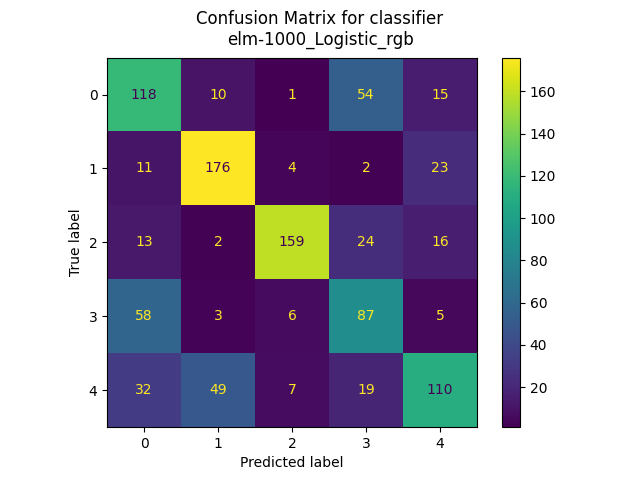 Confusion Matrix for classifier
elm-1000_Logistic_rgb
True label
0 118 10 1 54 15
1 11 176 4 2 23
2 13 2 159 24 16
3 58 3 6 87 5
4 32 49 7 19 110
0 1 2 3 4
Predicted label
160
140
120
100
80
60
40
20